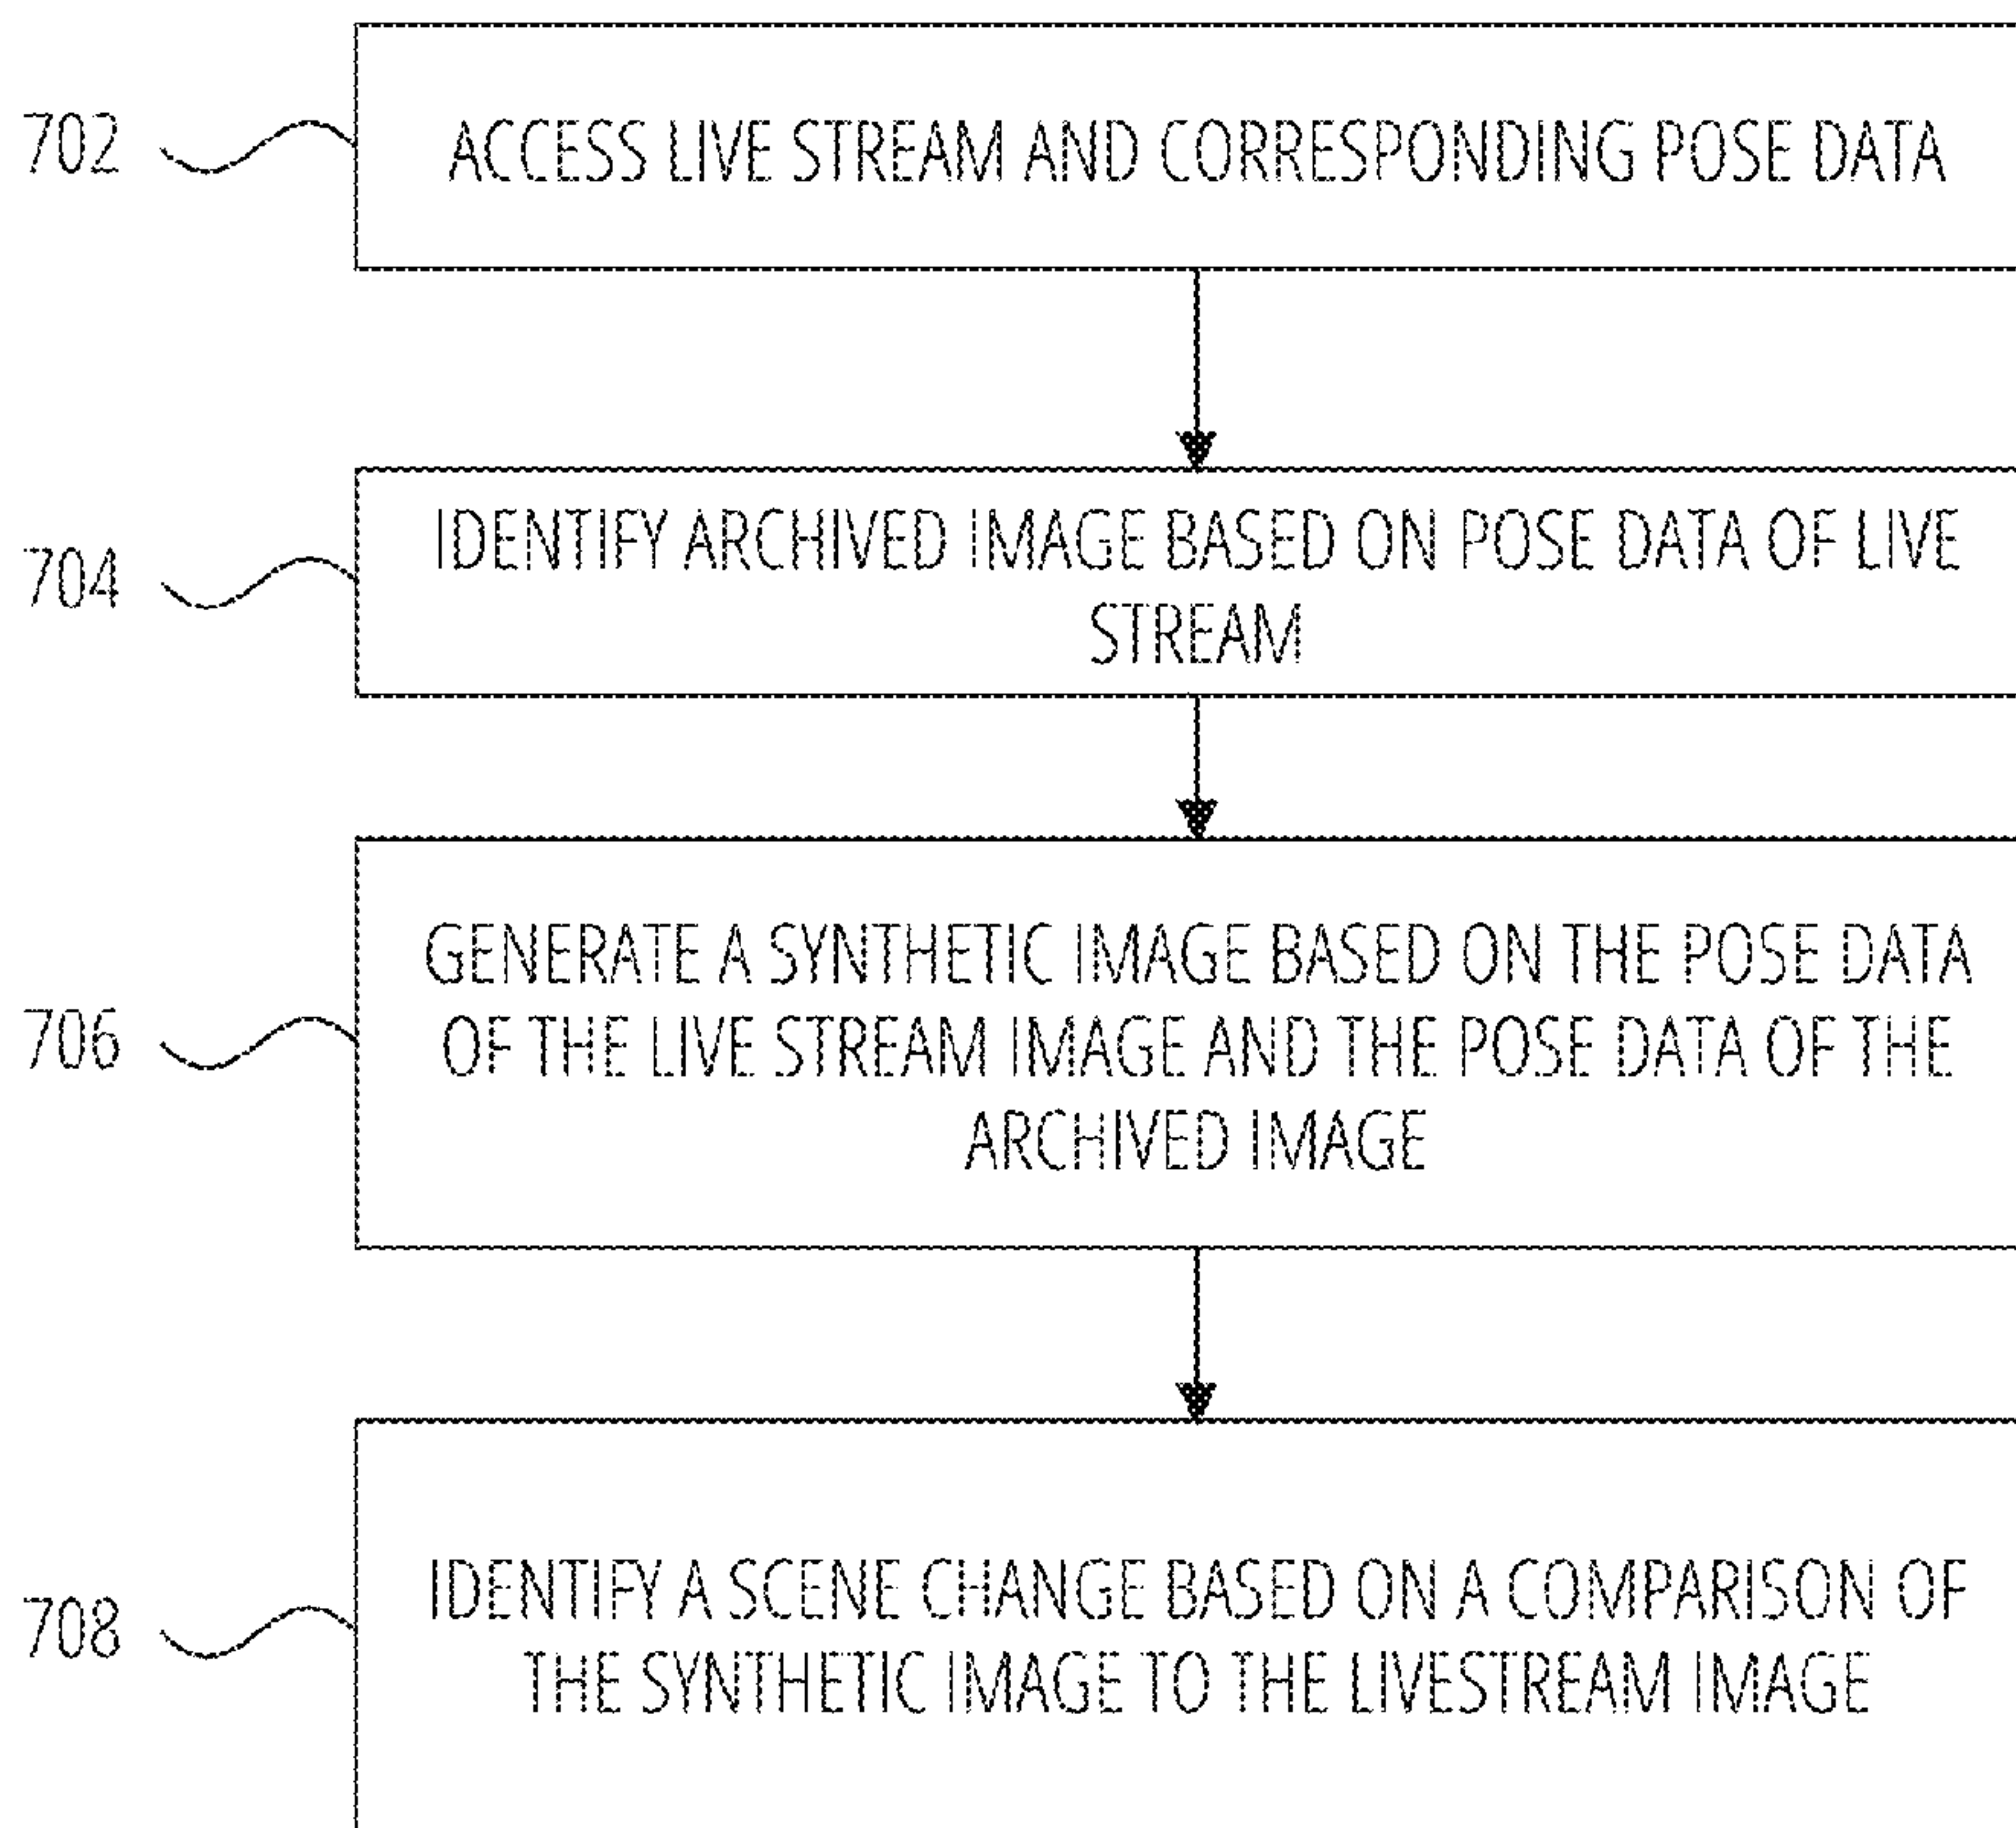 702
ACCESS LIVE STREAM AND CORRESPONDING POSE DATA
704
IDENTIFY ARCHIVED IMAGE BASED ON POSE DATA OF LIVE
STREAM
706
GENERATE A SYNTHETIC IMAGE BASED ON THE POSE DATA
OF THE LIVE STREAM IMAGE AND THE POSE DATA OF THE
ARCHIVED IMAGE
708
IDENTIFY A SCENE CHANGE BASED ON A COMPARISON OF
THE SYNTHETIC IMAGE TO THE LIVESTREAM IMAGE